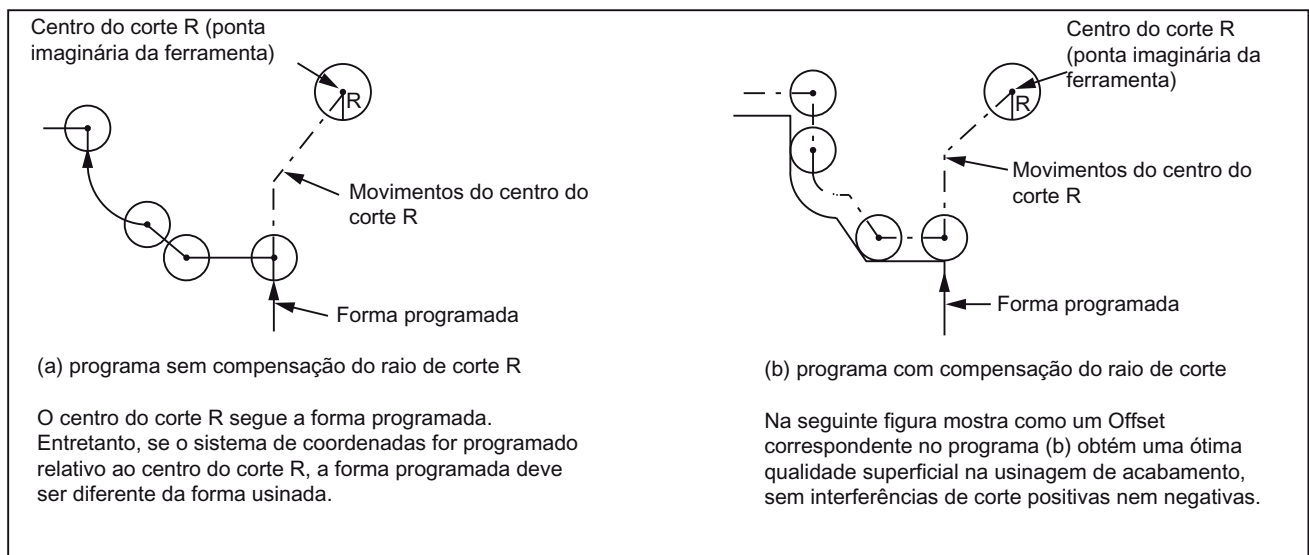 Centro do corte R (ponta
imaginária da ferramenta)
R
Movimentos do centro do
corte R
Forma programada
(a) programa sem compensação do raio de corte R
O centro do corte R segue a forma programada.
Entretanto, se o sistema de coordenadas for programado
relativo ao centro do corte R, a forma programada deve
ser diferente da forma usinada.
Centro do corte R
(ponta imaginária da
ferramenta)
R
Movimentos do centro do
corte R
Forma programada
(b) programa com compensação do raio de corte
Na seguinte figura mostra como um Offset
correspondente no programa (b) obtém uma ótima
qualidade superficial na usinagem de acabamento,
sem interferências de corte positivas nem negativas.